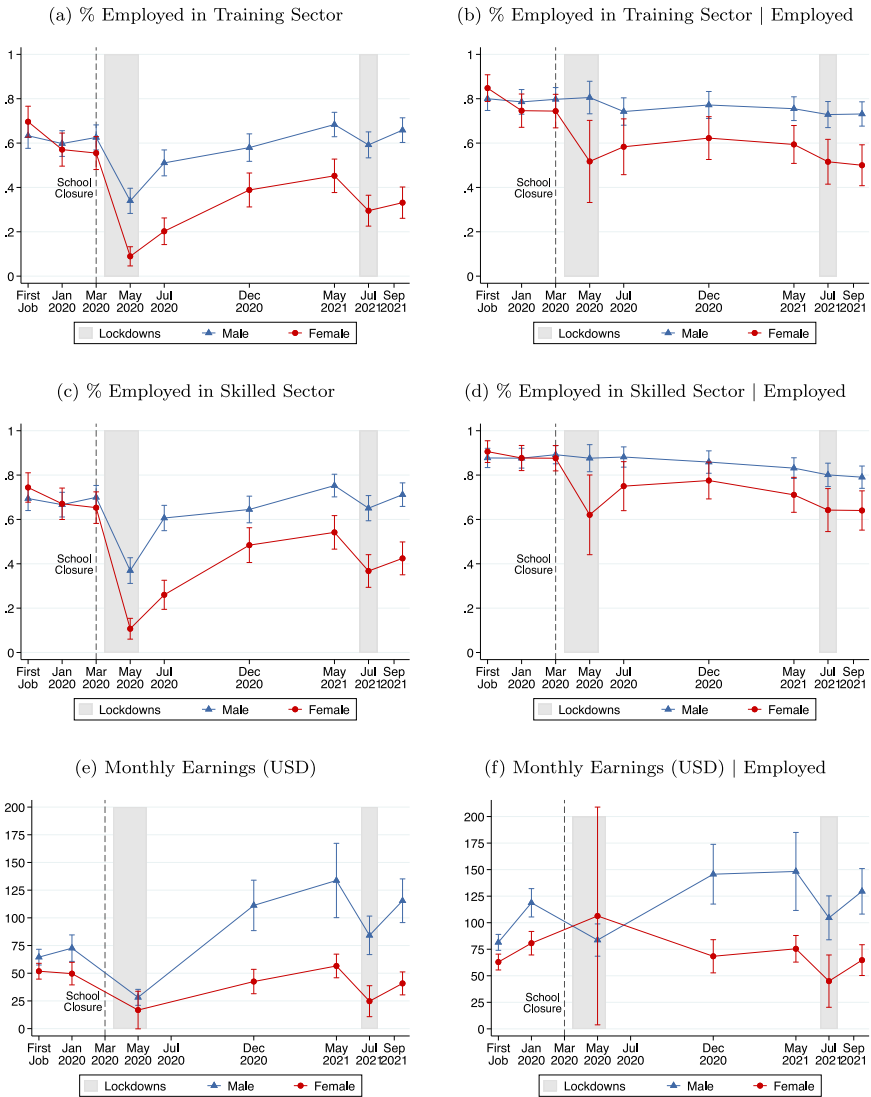 (a) % Employed in Training Sector
1
.8
.6
.4
.2
0
School
Closure
First Job
Jan 2020
Mar 2020
May 2020
Jul 2020
Dec 2020
May 2021
Jul 2021
Sep 2021
Lockdowns Male Female
(b) % Employed in Training Sector | Employed
1
.8
.6
.4
.2
0
School
Closure
First Job
Jan 2020
Mar 2020
May 2020
Jul 2020
Dec 2020
May 2021
Jul 2021
Sep 2021
Lockdowns Male Female
(c) % Employed in Skilled Sector
1
.8
.6
.4
.2
0
School
Closure
First Job
Jan 2020
Mar 2020
May 2020
Jul 2020
Dec 2020
May 2021
Jul 2021
Sep 2021
Lockdowns Male Female
(d) % Employed in Skilled Sector | Employed
1
.8
.6
.4
.2
0
School
Closure
First Job
Jan 2020
Mar 2020
May 2020
Jul 2020
Dec 2020
May 2021
Jul 2021
Sep 2021
Lockdowns Male Female
(e) Monthly Earnings (USD)
200
175
150
125
100
75
50
25
0
School
Closure
First Job
Jan 2020
Mar 2020
May 2020
Jul 2020
Dec 2020
May 2021
Jul 2021
Sep 2021
Lockdowns Male Female
(f) Monthly Earnings (USD) | Employed
200
175
150
125
100
75
50
25
0
School
Closure
First Job
Jan 2020
Mar 2020
May 2020
Jul 2020
Dec 2020
May 2021
Jul 2021
Sep 2021
Lockdowns Male Female